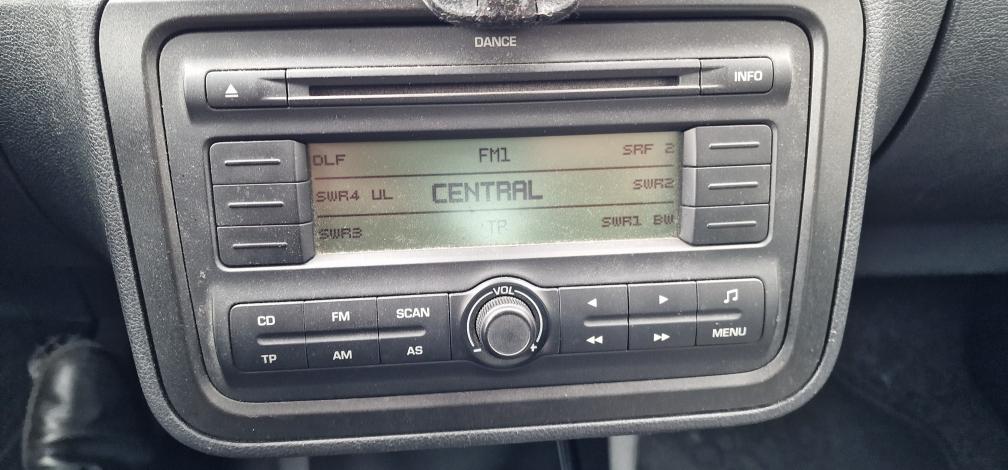 DANCE
INFO
DLF FM1 SRF 2
SWR4 UL CENTRAL SWR2
SWR3 TP SWR1 BW
VOL
CD FM SCAN
TP AM AS MENU
- +